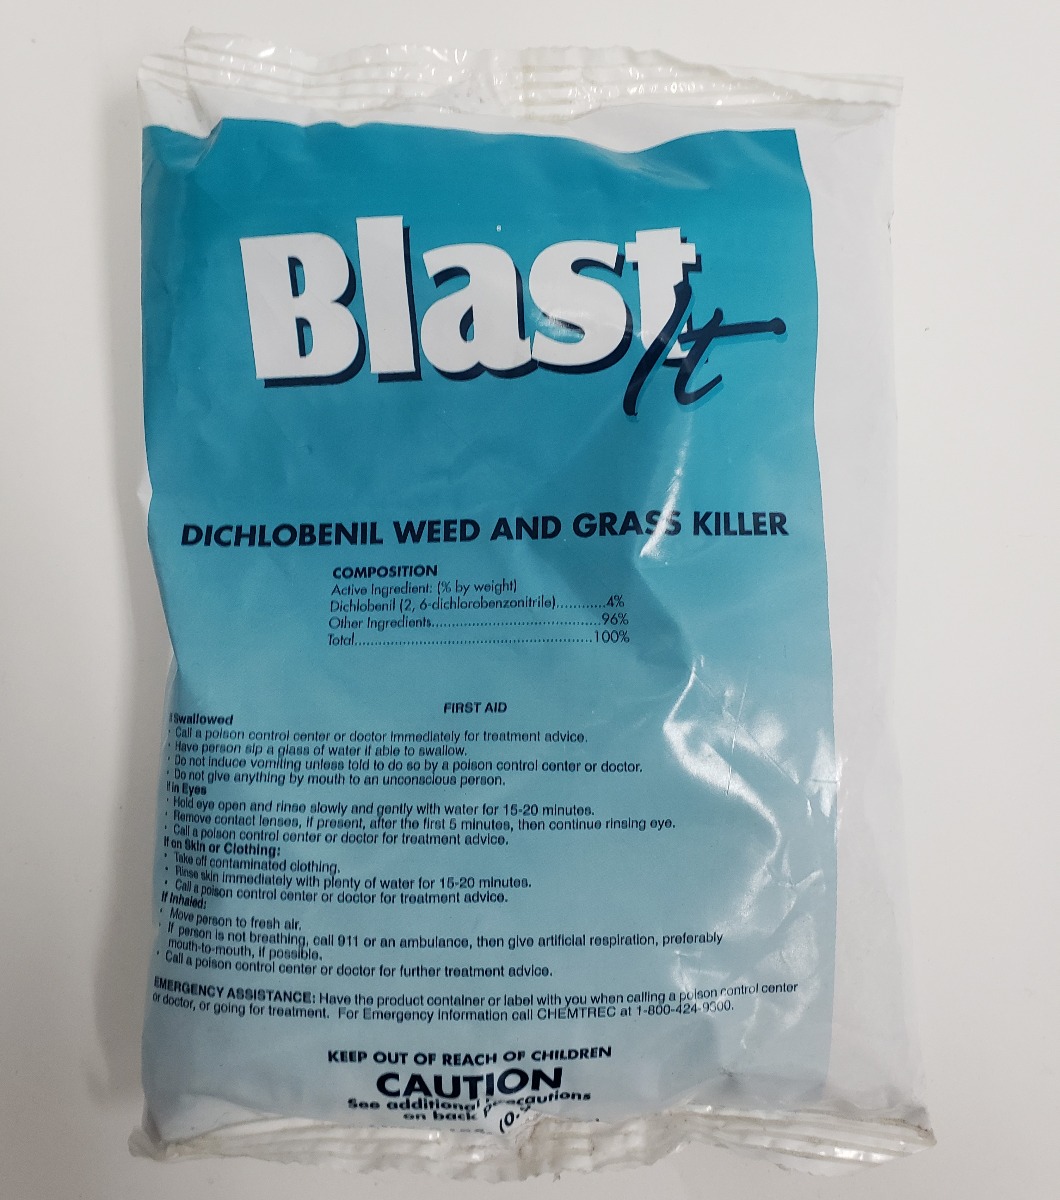 Blast It
DICHLOBENIL WEED AND GRASS KILLER
COMPOSITION
Active Ingredient: (% by weight)
Dichlobenil (2, 6-dichlorobenzonitrile)............4%
Other Ingredients.........................................96%
Total.........................................................100%
FIRST AID
Swallowed
· Call a poison control center or doctor immediately for treatment advice.
· Have person sip a glass of water if able to swallow.
· Do not induce vomiting unless told to do so by a poison control center or doctor.
· Do not give anything by mouth to an unconscious person.
If in Eyes
· Hold eye open and rinse slowly and gently with water for 15-20 minutes.
· Remove contact lenses, if present, after the first 5 minutes, then continue rinsing eye.
· Call a poison control center or doctor for treatment advice.
If on Skin or Clothing:
· Take off contaminated clothing.
· Rinse skin immediately with plenty of water for 15-20 minutes.
· Call a poison control center or doctor for treatment advice.
If Inhaled:
· Move person to fresh air.
· If person is not breathing, call 911 or an ambulance, then give artificial respiration, preferably
mouth-to-mouth, if possible.
· Call a poison control center or doctor for further treatment advice.
EMERGENCY ASSISTANCE: Have the product container or label with you when calling a poison control center
or doctor, or going for treatment. For Emergency Information call CHEMTREC at 1-800-424-9300.
KEEP OUT OF REACH OF CHILDREN
CAUTION
See additional precautions
on back